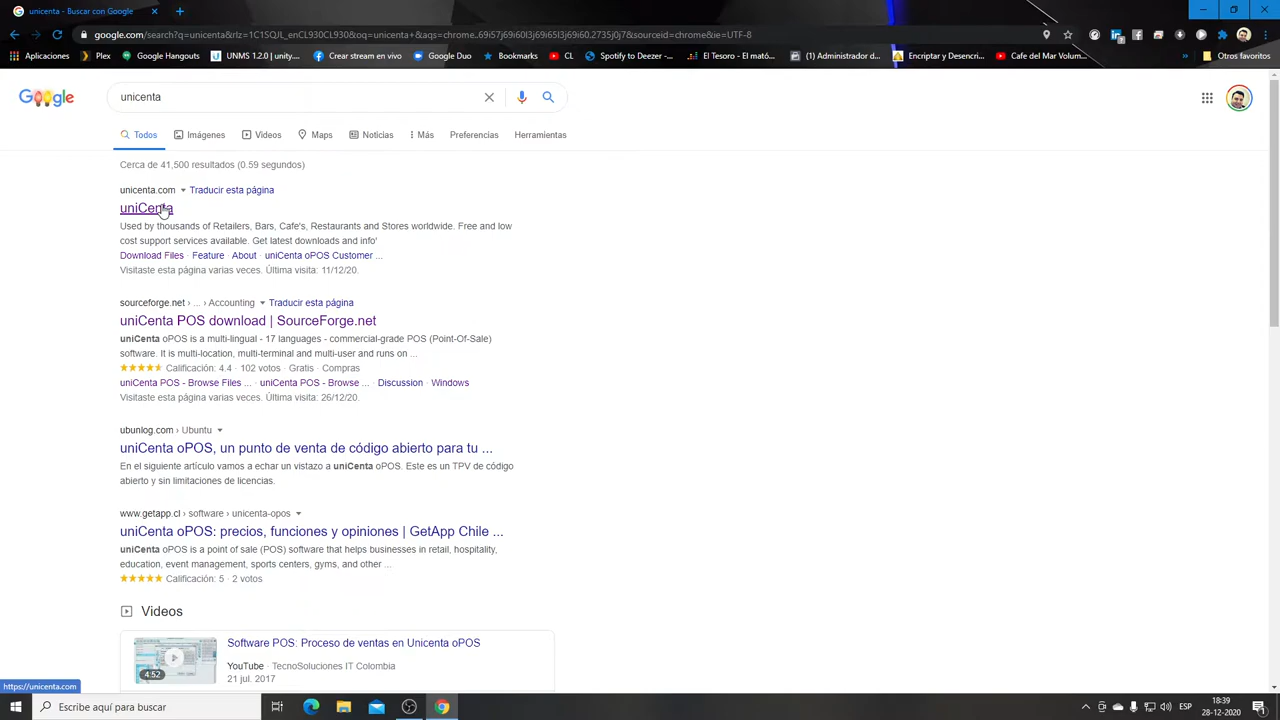 unicenta - Buscar con Google
google.com/search?q=unicenta&rlz=1C1SQJL_enCL930CL930&oq=unicenta+&aqs=chrome..69i57j69i60l3j69i65l3j69i60.2735j0j7&sourceid=chrome&ie=UTF-8
Aplicaciones Plex Google Hangouts UNMS 1.2.0 | unity.... Crear stream en vivo Google Duo Bookmarks CL Spotify to Deezer -... El Tesoro - El mató... (1) Administrador d... Encriptar y Desencri... Cafe del Mar Volum... » Otros favoritos
Google unicenta
Todos Imágenes Videos Maps Noticias Más Preferencias Herramientas
Cerca de 41,500 resultados (0.59 segundos)
unicenta.com Traducir esta página
uniCenta
Used by thousands of Retailers, Bars, Cafe's, Restaurants and Stores worldwide. Free and low
cost support services available. Get latest downloads and info'
Download Files · Feature · About · uniCenta oPOS Customer ...
Visitaste esta página varias veces. Última visita: 11/12/20.
sourceforge.net › ... › Accounting Traducir esta página
uniCenta POS download | SourceForge.net
uniCenta oPOS is a multi-lingual - 17 languages - commercial-grade POS (Point-Of-Sale)
software. It is multi-location, multi-terminal and multi-user and runs on ...
Calificación: 4.4 · 102 votos · Gratis · Compras
uniCenta POS - Browse Files ... · uniCenta POS - Browse ... · Discussion · Windows
Visitaste esta página varias veces. Última visita: 26/12/20.
ubunlog.com › Ubuntu
uniCenta oPOS, un punto de venta de código abierto para tu ...
En el siguiente artículo vamos a echar un vistazo a uniCenta oPOS. Este es un TPV de código
abierto y sin limitaciones de licencias.
www.getapp.cl › software › unicenta-opos
uniCenta oPOS: precios, funciones y opiniones | GetApp Chile ...
uniCenta oPOS is a point of sale (POS) software that helps businesses in retail, hospitality,
education, event management, sports centers, gyms, and other ...
Calificación: 5 · 2 votos
Videos
Software POS: Proceso de ventas en Unicenta oPOS
YouTube · TecnoSoluciones IT Colombia
4:52
21 jul. 2017
https://unicenta.com
Escribe aquí para buscar
ESP
18:39
28-12-2020